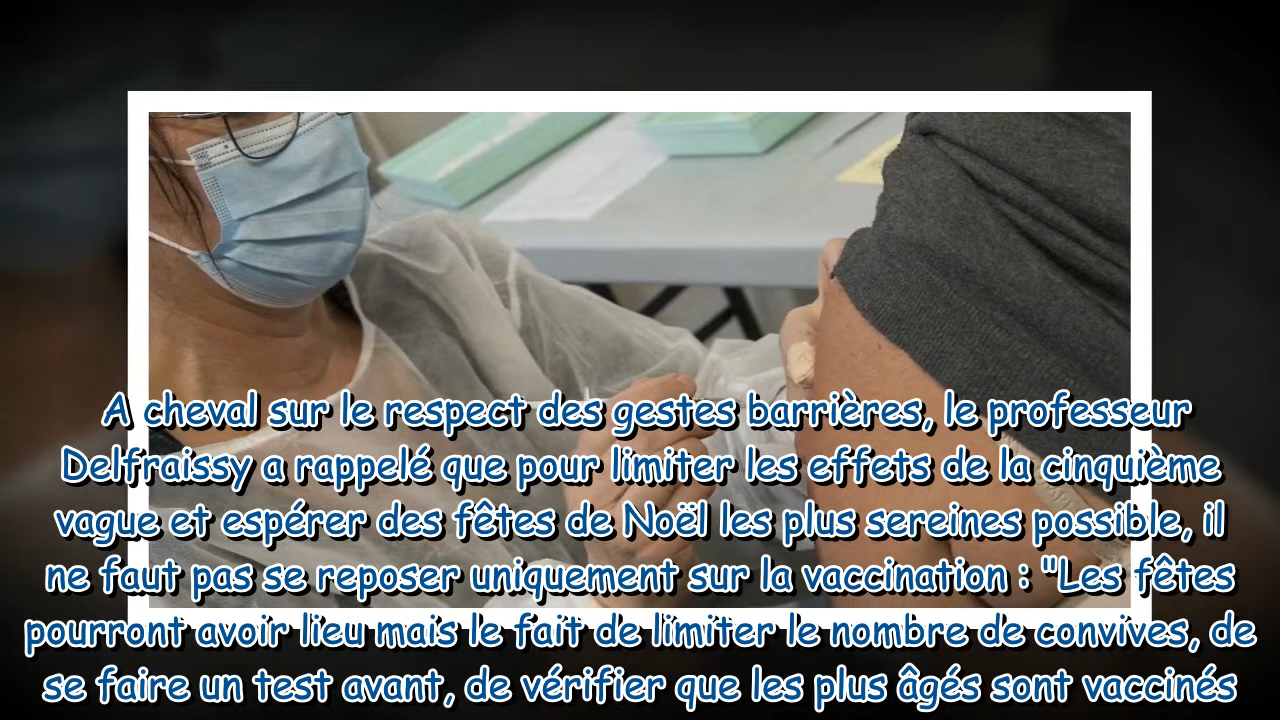 A cheval sur le respect des gestes barrières, le professeur
Delfraissy a rappelé que pour limiter les effets de la cinquième
vague et espérer des fêtes de Noël les plus sereines possible, il
ne faut pas se reposer uniquement sur la vaccination : "Les fêtes
pourront avoir lieu mais le fait de limiter le nombre de convives, de
se faire un test avant, de vérifier que les plus âgés sont vaccinés